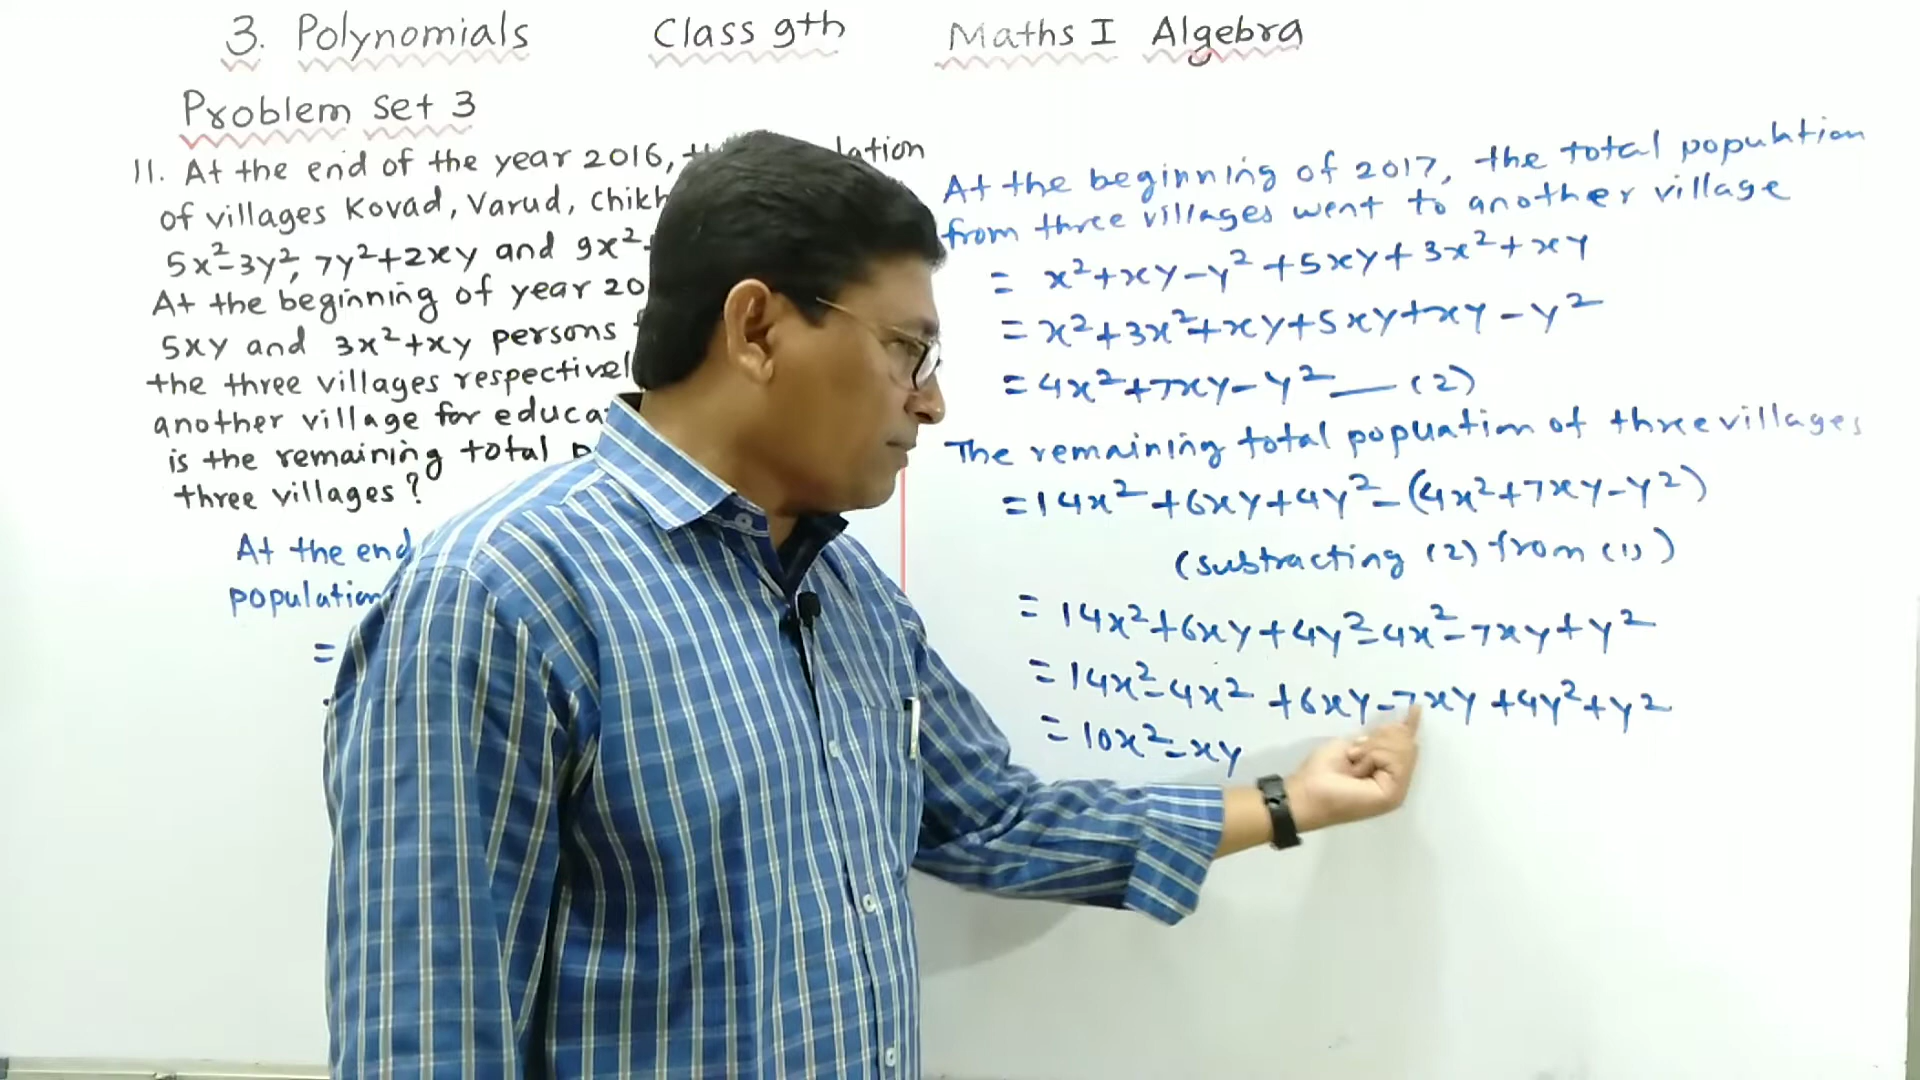 3. Polynomials Class 9th Maths I Algebra
Problem set 3
11. At the end of the year 2016, lation
of villages Kovad, Varud, Chikh
5x²-3y², 7y²+2xy and 9x²
At the beginning of year 20
5xy and 3x²+xy persons
the three villages respectivel
another village for educa
is the remaining total
three villages?
At the end
population
=
At the beginning of 2017, the total population
from three villages went to another village
= x²+xy-y²+5xy+3x²+xy
= x²+3x²+xy+5xy+xy-y²
= 4x²+7xy-y² — (2)
The remaining total popuation of three villages
= 14x²+6xy+4y²-(4x²+7xy-y²)
(subtracting (2) from (1))
= 14x²+6xy+4y²-4x²-7xy+y²
= 14x²-4x²+6xy-7xy+4y²+y²
= 10x²-xy